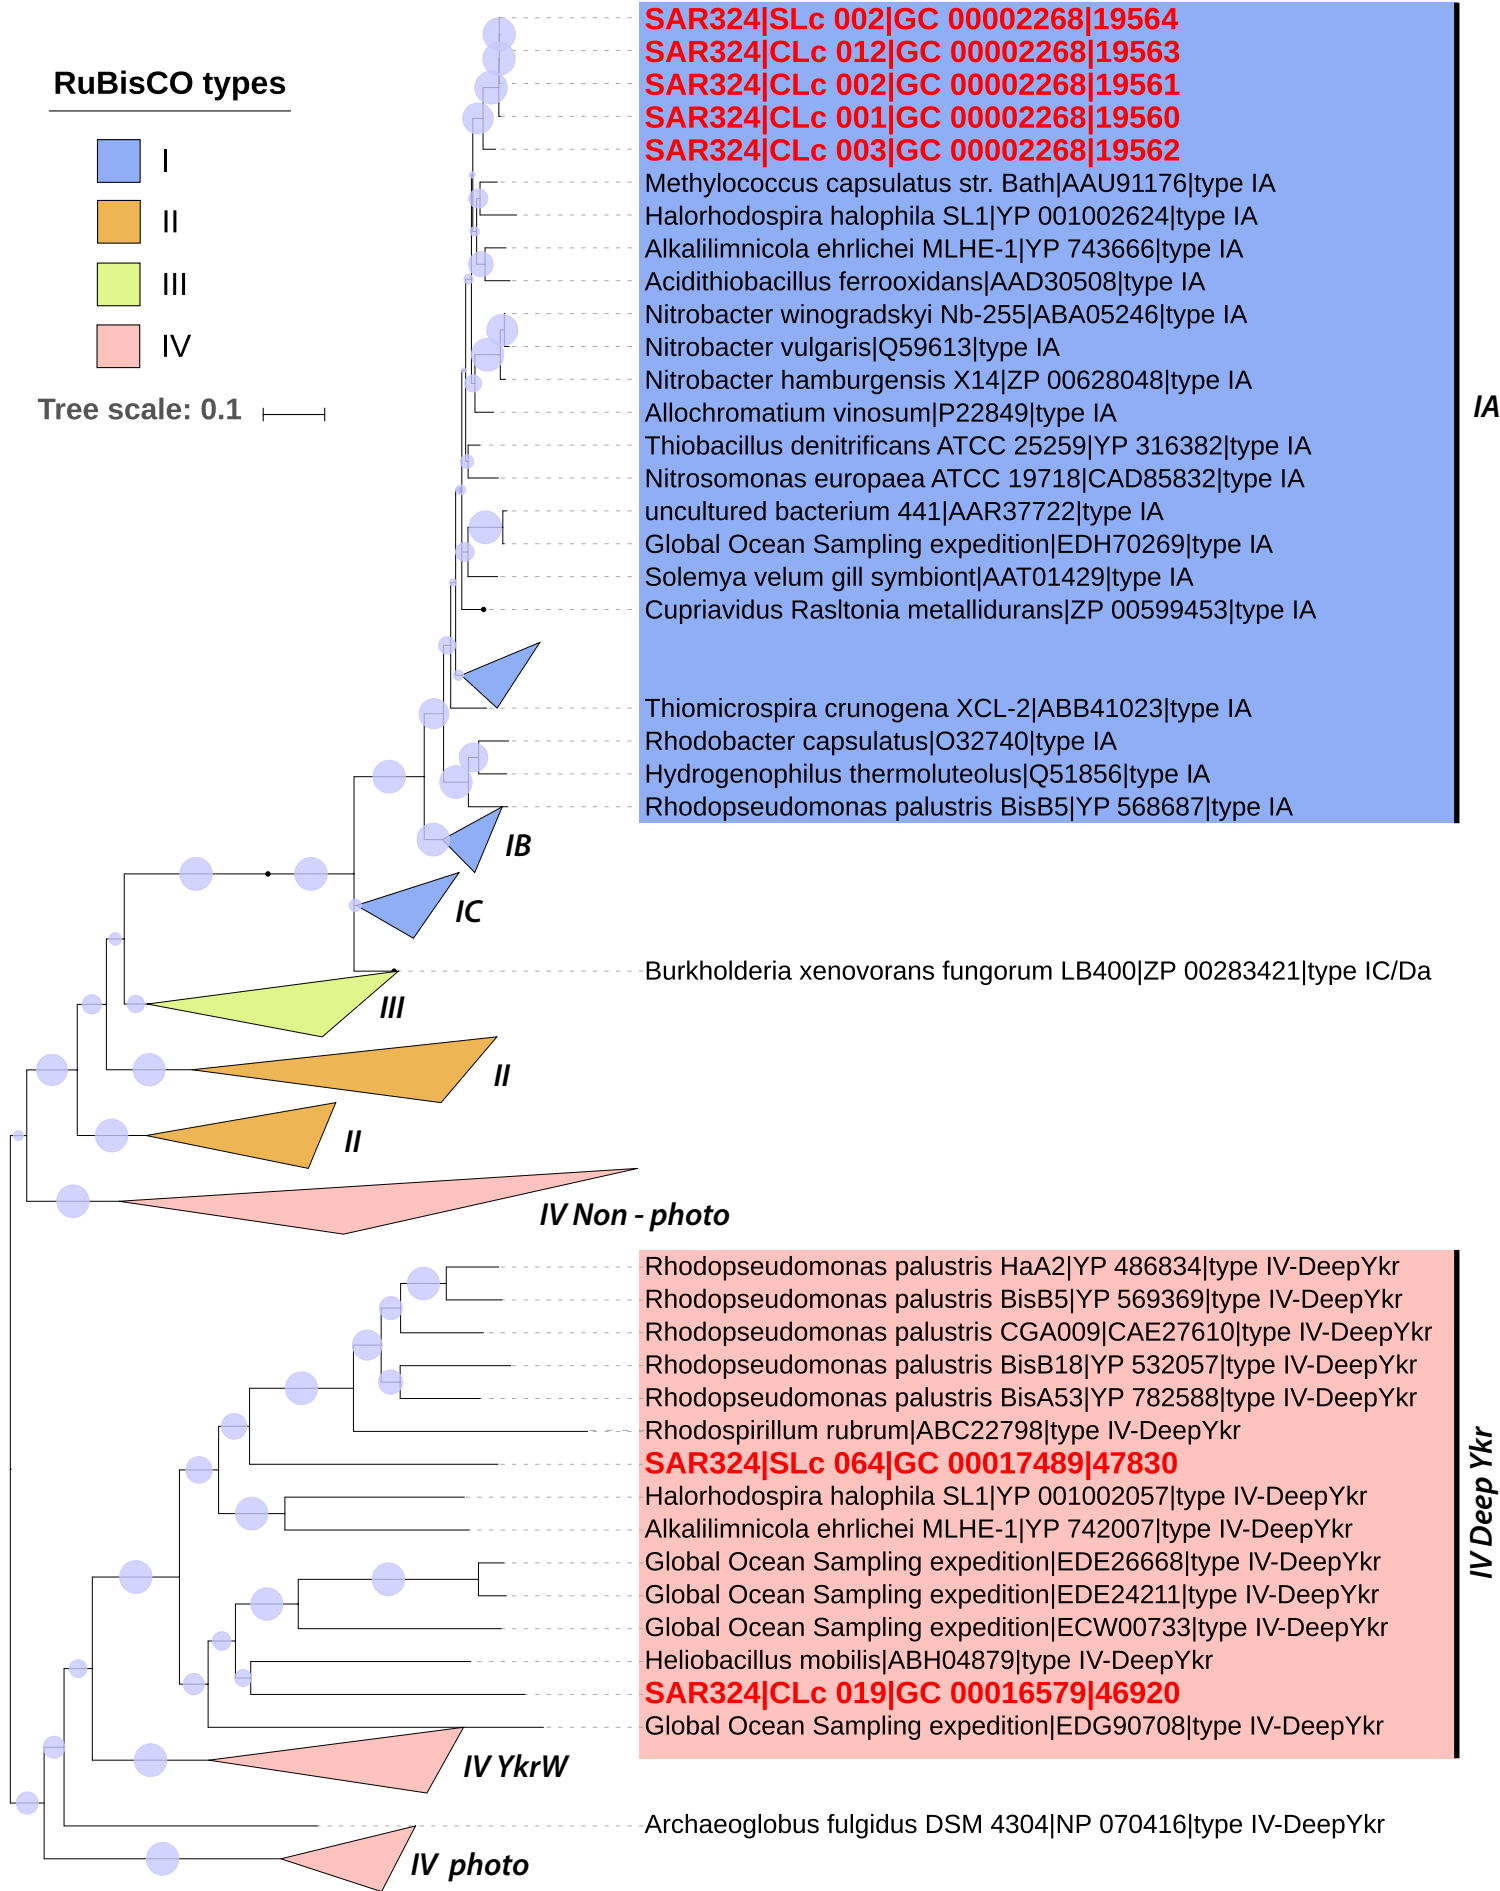 RuBisCO types
I
II
III
IV
Tree scale: 0.1
SAR324|SLc 002|GC 00002268|19564
SAR324|CLc 012|GC 00002268|19563
SAR324|CLc 002|GC 00002268|19561
SAR324|CLc 001|GC 00002268|19560
SAR324|CLc 003|GC 00002268|19562
Methylococcus capsulatus str. Bath|AAU91176|type IA
Halorhodospira halophila SL1|YP 001002624|type IA
Alkalilimnicola ehrlichei MLHE-1|YP 743666|type IA
Acidithiobacillus ferrooxidans|AAD30508|type IA
Nitrobacter winogradskyi Nb-255|ABA05246|type IA
Nitrobacter vulgaris|Q59613|type IA
Nitrobacter hamburgensis X14|ZP 00628048|type IA
Allochromatium vinosum|P22849|type IA
Thiobacillus denitrificans ATCC 25259|YP 316382|type IA
Nitrosomonas europaea ATCC 19718|CAD85832|type IA
uncultured bacterium 441|AAR37722|type IA
Global Ocean Sampling expedition|EDH70269|type IA
Solemya velum gill symbiont|AAT01429|type IA
Cupriavidus Rasltonia metallidurans|ZP 00599453|type IA
Thiomicrospira crunogena XCL-2|ABB41023|type IA
Rhodobacter capsulatus|O32740|type IA
Hydrogenophilus thermoluteolus|Q51856|type IA
Rhodopseudomonas palustris BisB5|YP 568687|type IA
IA
IB
IC
Burkholderia xenovorans fungorum LB400|ZP 00283421|type IC/Da
III
II
II
IV Non - photo
Rhodopseudomonas palustris HaA2|YP 486834|type IV-DeepYkr
Rhodopseudomonas palustris BisB5|YP 569369|type IV-DeepYkr
Rhodopseudomonas palustris CGA009|CAE27610|type IV-DeepYkr
Rhodopseudomonas palustris BisB18|YP 532057|type IV-DeepYkr
Rhodopseudomonas palustris BisA53|YP 782588|type IV-DeepYkr
Rhodospirillum rubrum|ABC22798|type IV-DeepYkr
SAR324|SLc 064|GC 00017489|47830
Halorhodospira halophila SL1|YP 001002057|type IV-DeepYkr
Alkalilimnicola ehrlichei MLHE-1|YP 742007|type IV-DeepYkr
Global Ocean Sampling expedition|EDE26668|type IV-DeepYkr
Global Ocean Sampling expedition|EDE24211|type IV-DeepYkr
Global Ocean Sampling expedition|ECW00733|type IV-DeepYkr
Heliobacillus mobilis|ABH04879|type IV-DeepYkr
SAR324|CLc 019|GC 00016579|46920
Global Ocean Sampling expedition|EDG90708|type IV-DeepYkr
IV Deep Ykr
IV YkrW
Archaeoglobus fulgidus DSM 4304|NP 070416|type IV-DeepYkr
IV photo